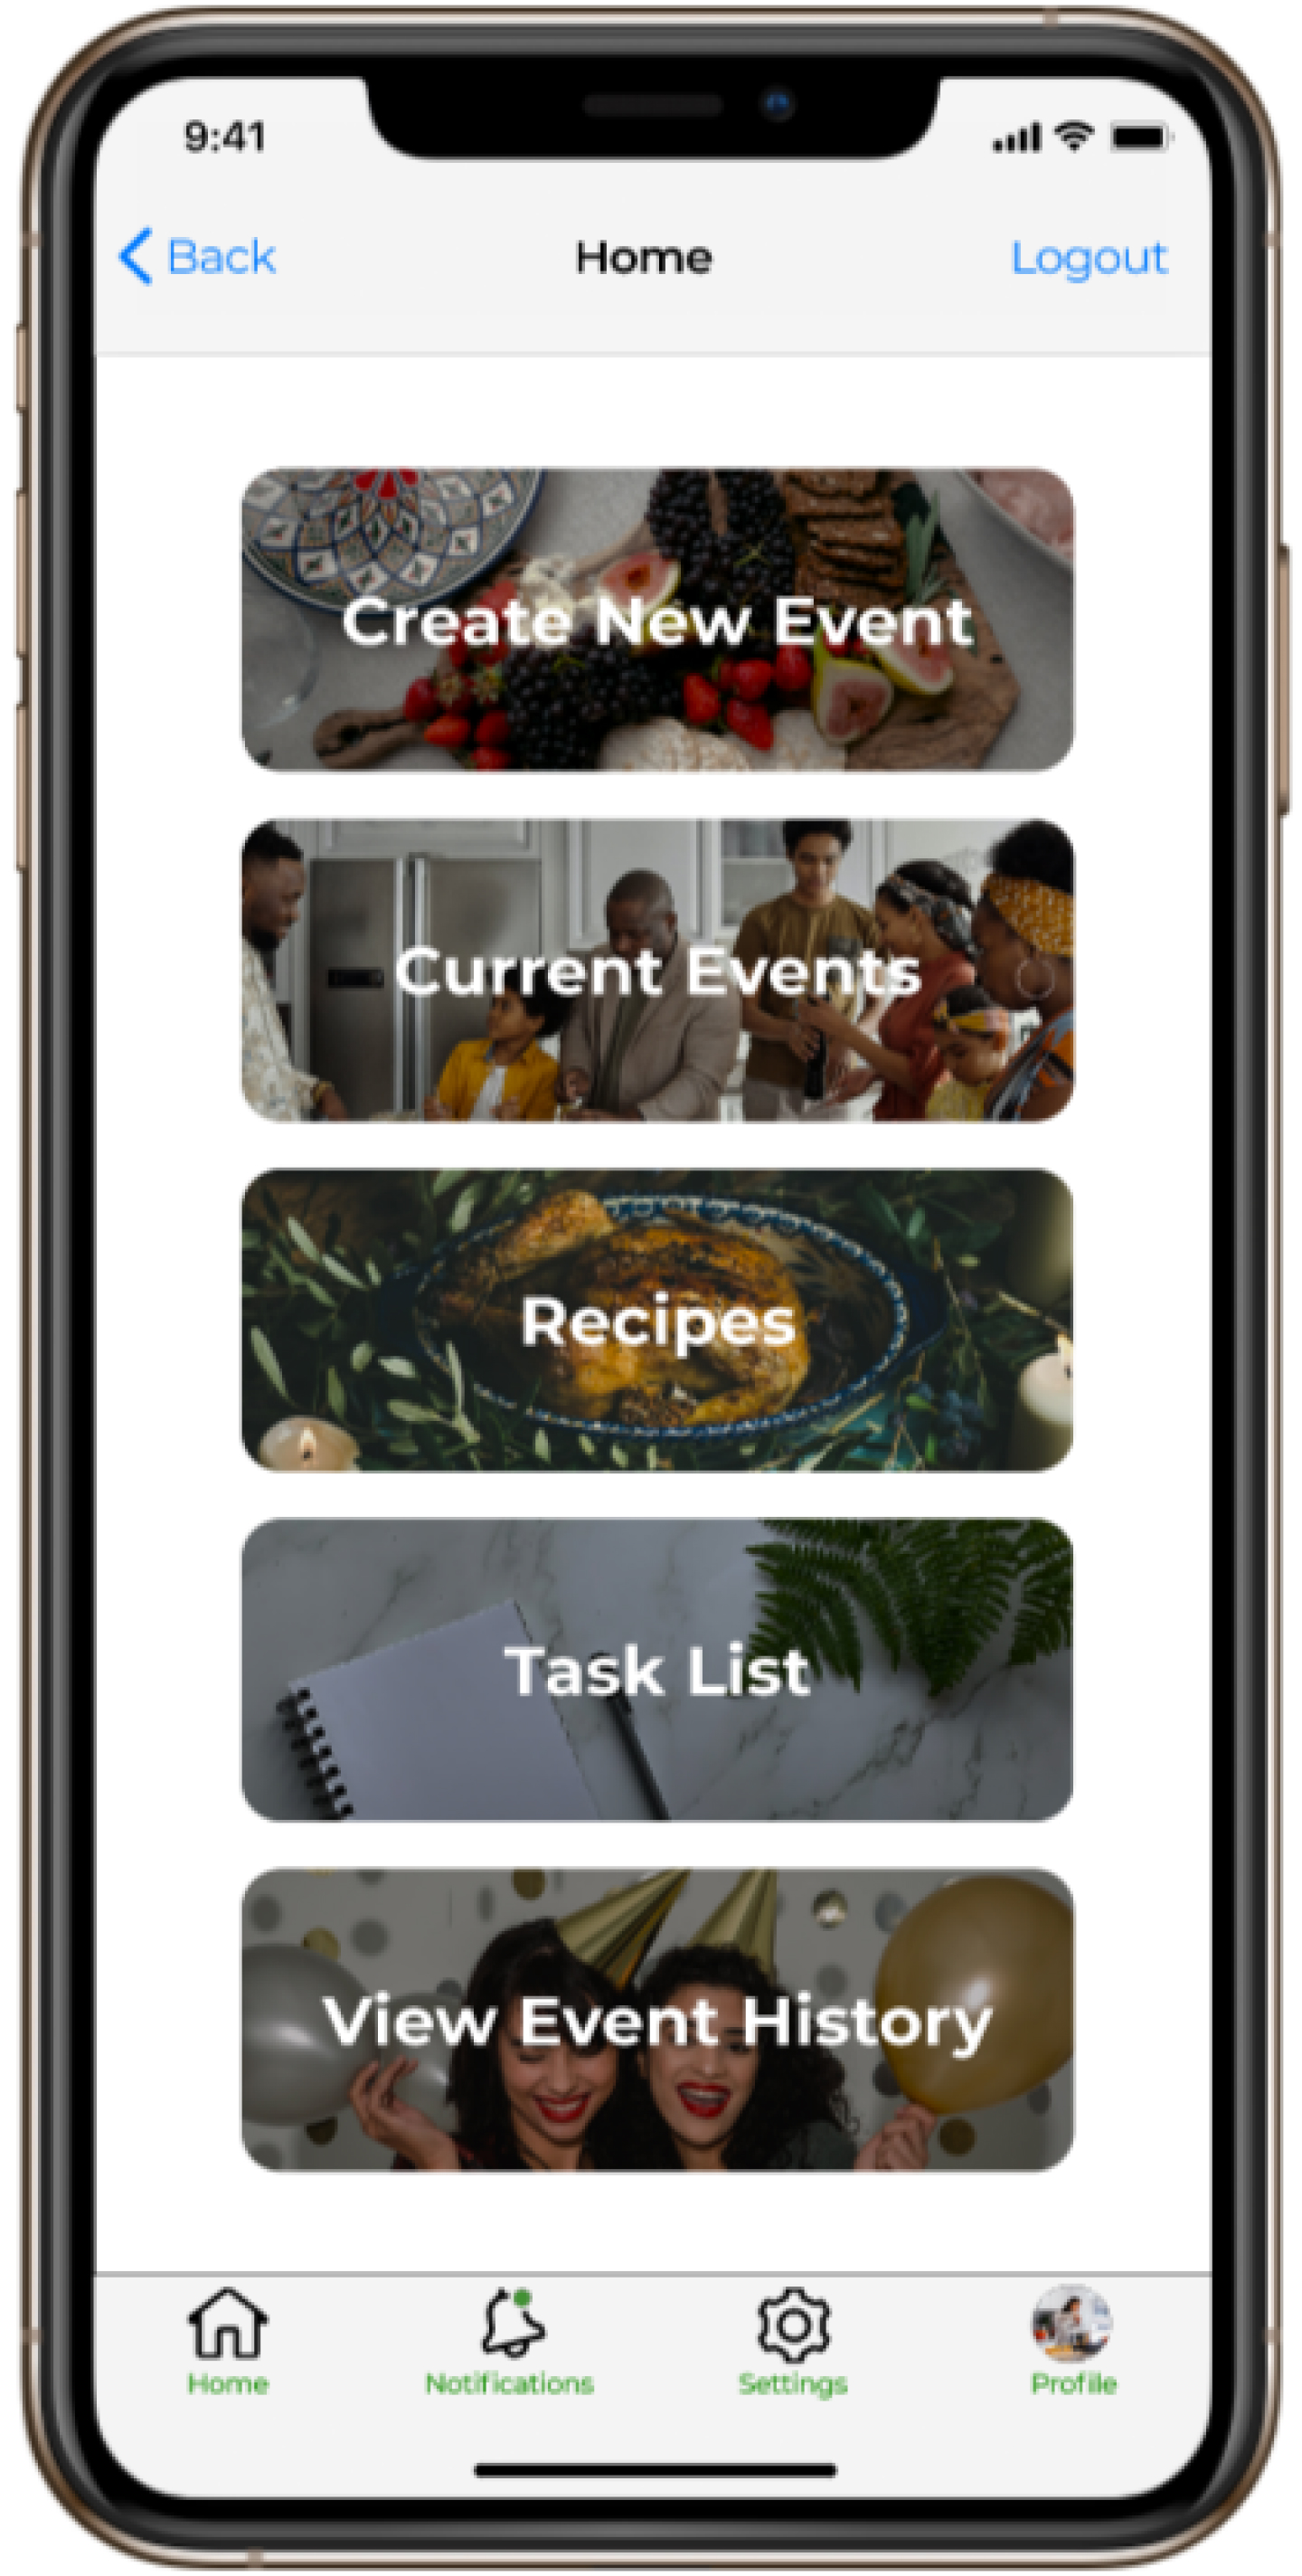 9:41
Back
Home
Logout
Create New Event
Current Events
Recipes
Task List
View Event History
Home
Notifications
Settings
Profile